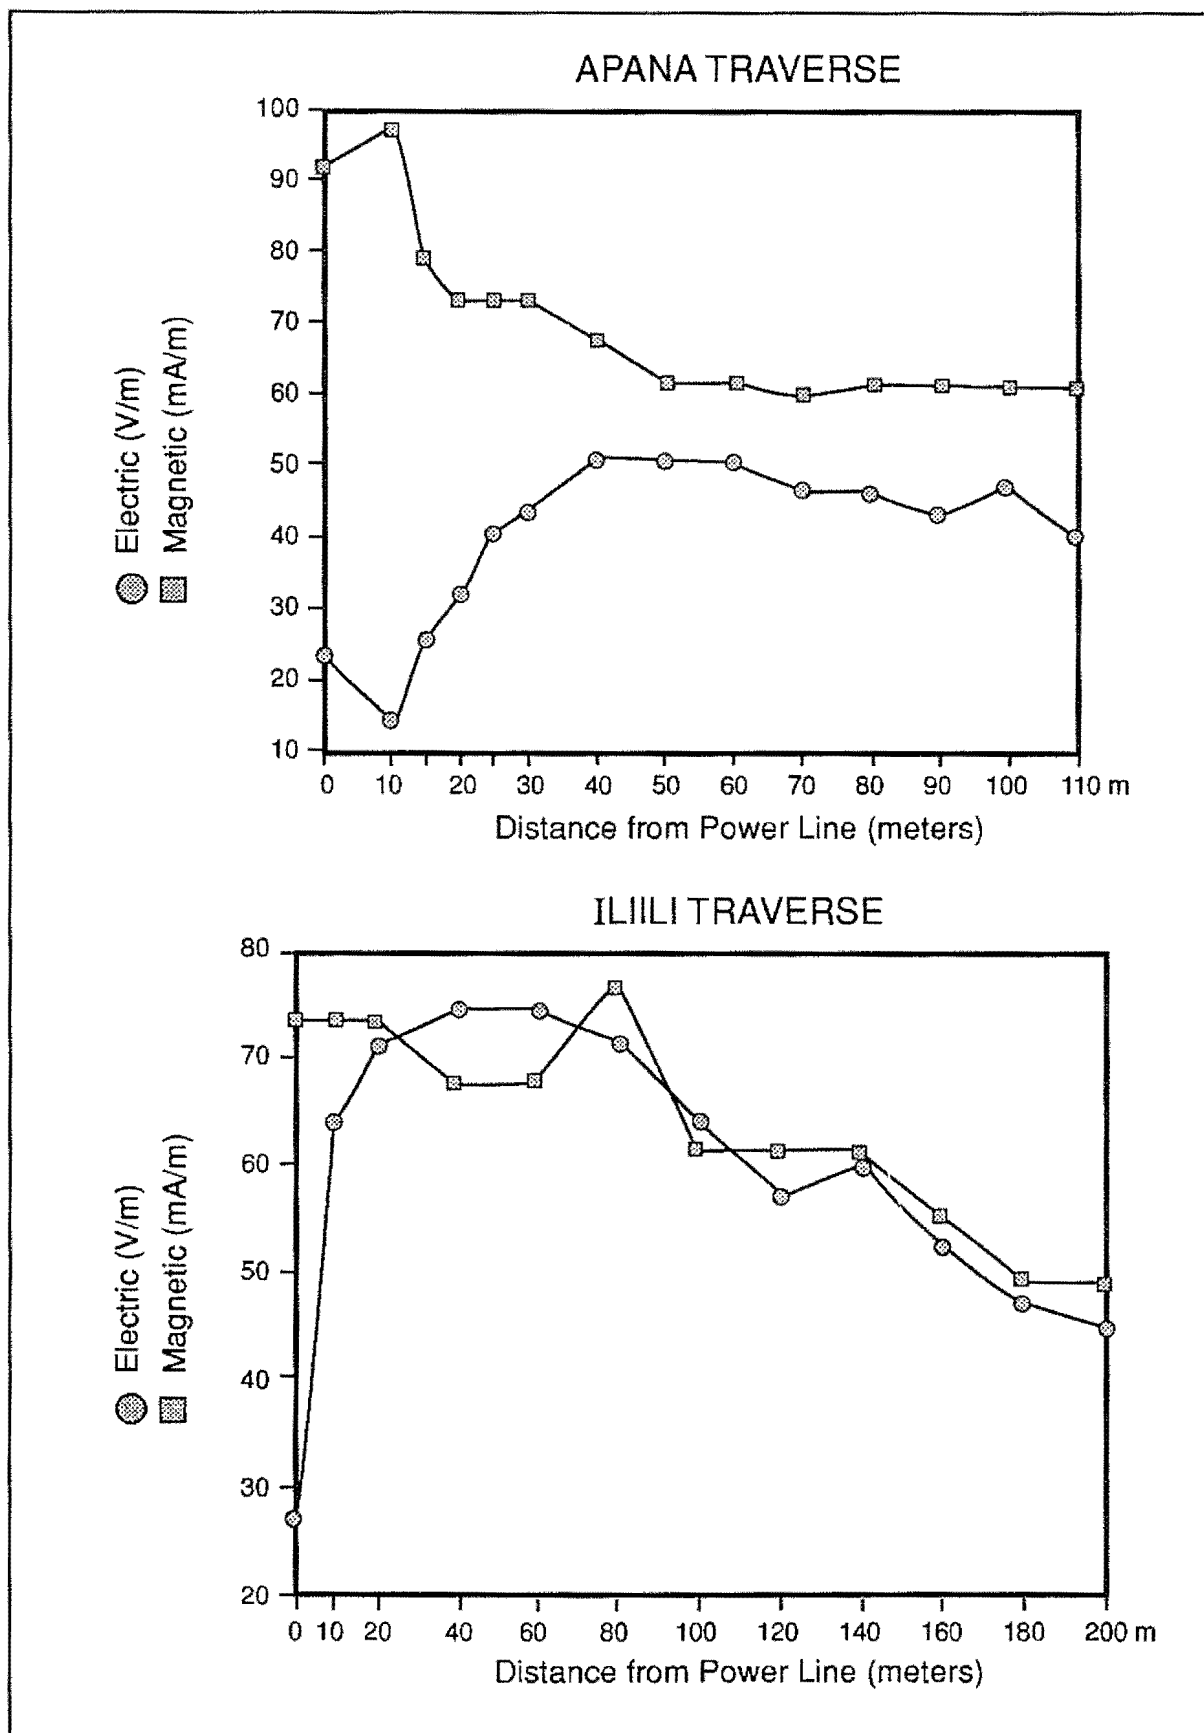 APANA TRAVERSE
100
90
80
70
60
50
40
30
20
10
Electric (V/m)
Magnetic (mA/m)
0 10 20 30 40 50 60 70 80 90 100 110 m
Distance from Power Line (meters)
ILIILI TRAVERSE
80
70
60
50
40
30
20
Electric (V/m)
Magnetic (mA/m)
0 10 20 40 60 80 100 120 140 160 180 200 m
Distance from Power Line (meters)